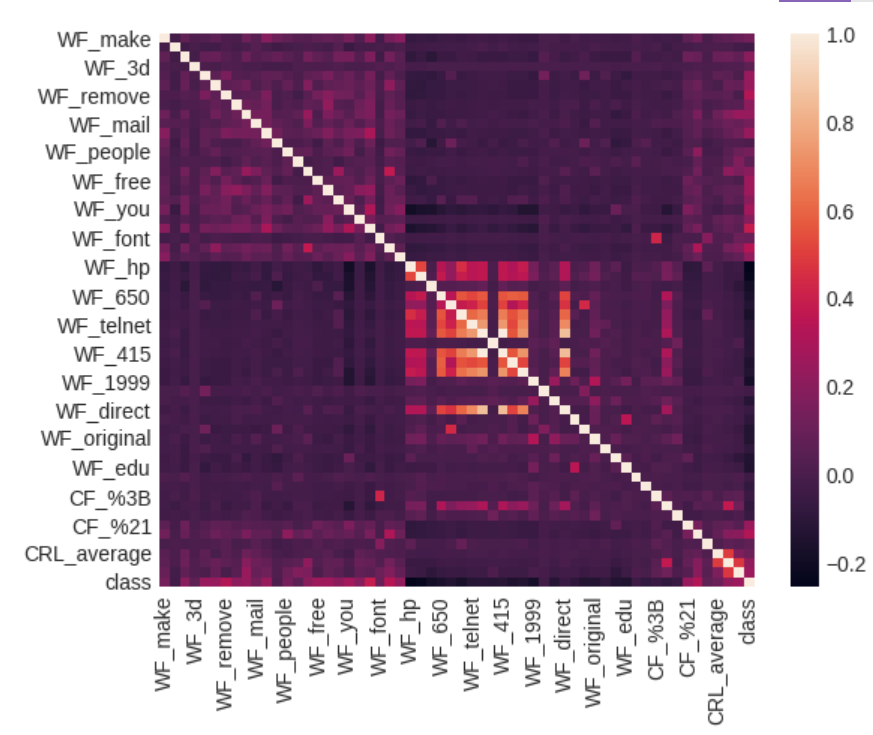 WF_make
WF_3d
WF_remove
WF_mail
WF_people
WF_free
WF_you
WF_font
WF_hp
WF_650
WF_telnet
WF_415
WF_1999
WF_direct
WF_original
WF_edu
CF_%3B
CF_%21
CRL_average
class
WF_make
WF_3d
WF_remove
WF_mail
WF_people
WF_free
WF_you
WF_font
WF_hp
WF_650
WF_telnet
WF_415
WF_1999
WF_direct
WF_original
WF_edu
CF_%3B
CF_%21
CRL_average
class
1.0
0.8
0.6
0.4
0.2
0.0
−0.2